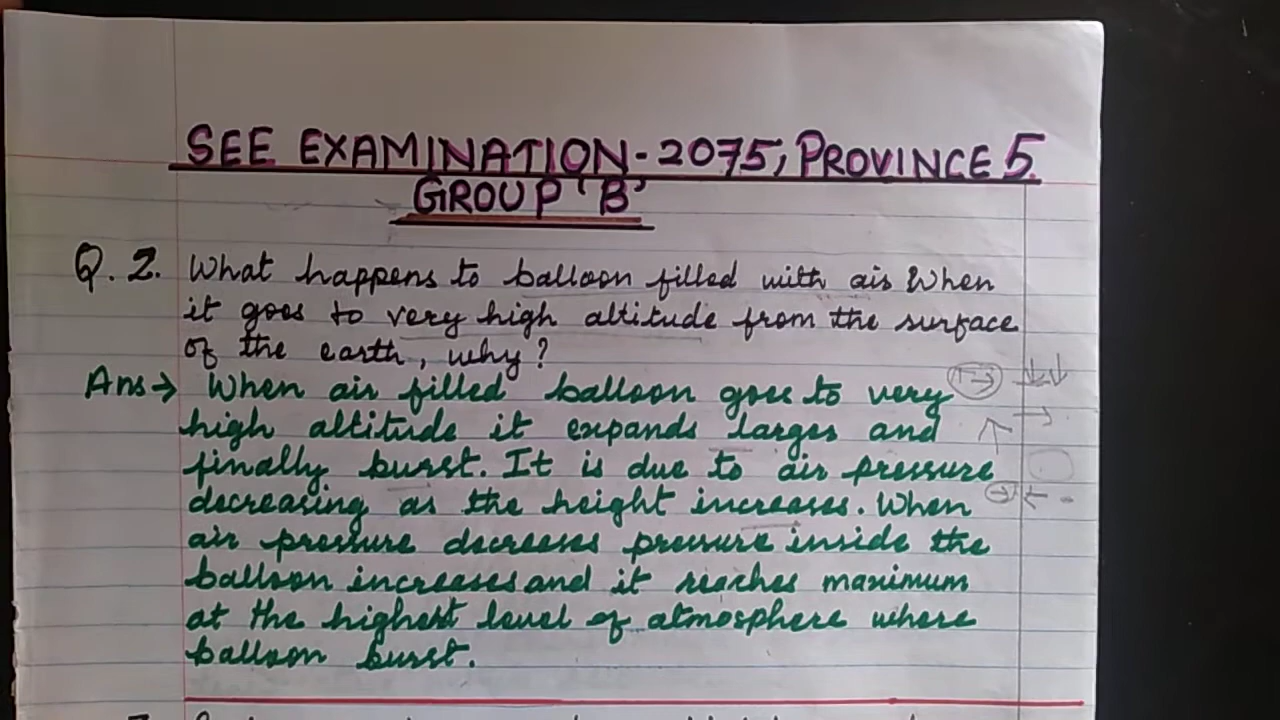 SEE EXAMINATION-2075, PROVINCE 5
GROUP 'B'
Q. 2. What happens to balloon filled with air When
it goes to very high altitude from the surface
of the earth, why?
Ans→ When air filled balloon goes to very
high altitude it expands larger and
finally burst. It is due to air pressure
decreasing as the height increases. When
air pressure decreases pressure inside the
balloon increases and it reaches maximum
at the highest level of atmosphere where
balloon burst.